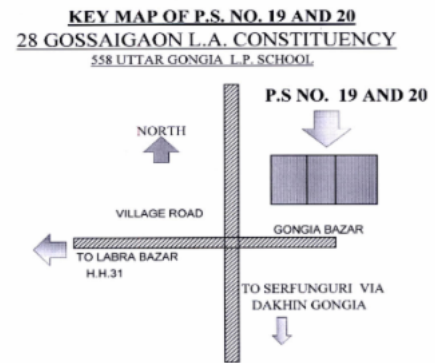 KEY MAP OF P.S. NO. 19 AND 20
28 GOSSAIGAON L.A. CONSTITUENCY
558 UTTAR GONGIA L.P. SCHOOL
P.S NO. 19 AND 20
NORTH
VILLAGE ROAD
GONGIA BAZAR
TO LABRA BAZAR
H.H.31
TO SERFUNGURI VIA
DAKHIN GONGIA